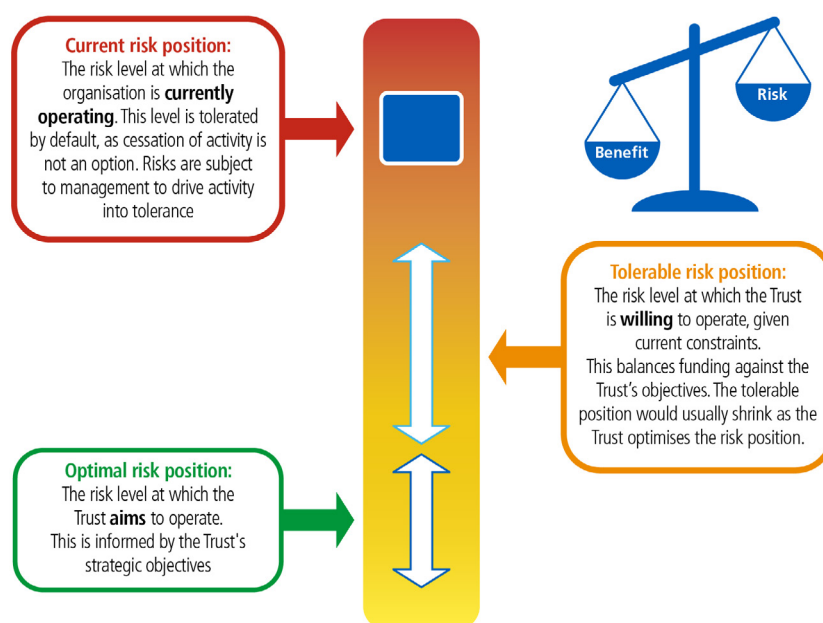 Current risk position:
The risk level at which the
organisation is currently
operating. This level is tolerated
by default, as cessation of activity is
not an option. Risks are subject
to management to drive activity
into tolerance
Risk
Benefit
Tolerable risk position:
The risk level at which the Trust
is willing to operate, given
current constraints.
This balances funding against the
Trust's objectives. The tolerable
position would usually shrink as the
Trust optimises the risk position.
Optimal risk position:
The risk level at which the
Trust aims to operate.
This is informed by the Trust's
strategic objectives